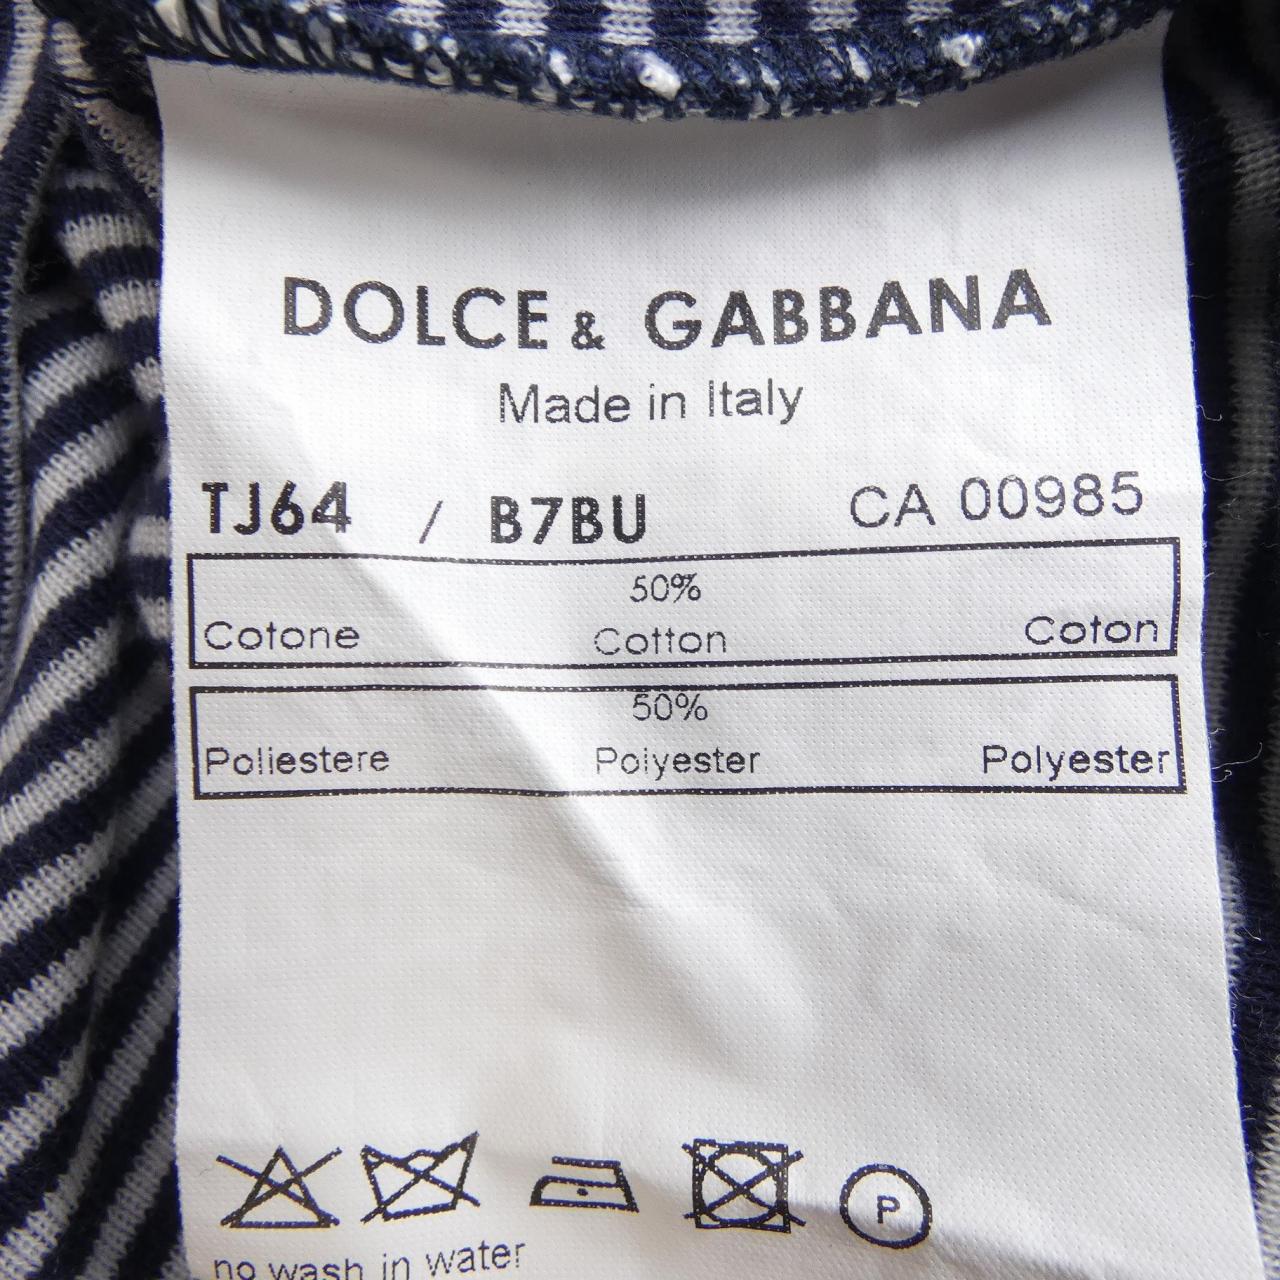 DOLCE & GABBANA
Made in Italy
TJ64 / B7BU CA 00985
50%
Cotone Cotton Coton
50%
Poliestere Polyester Polyester
P
no wash in water